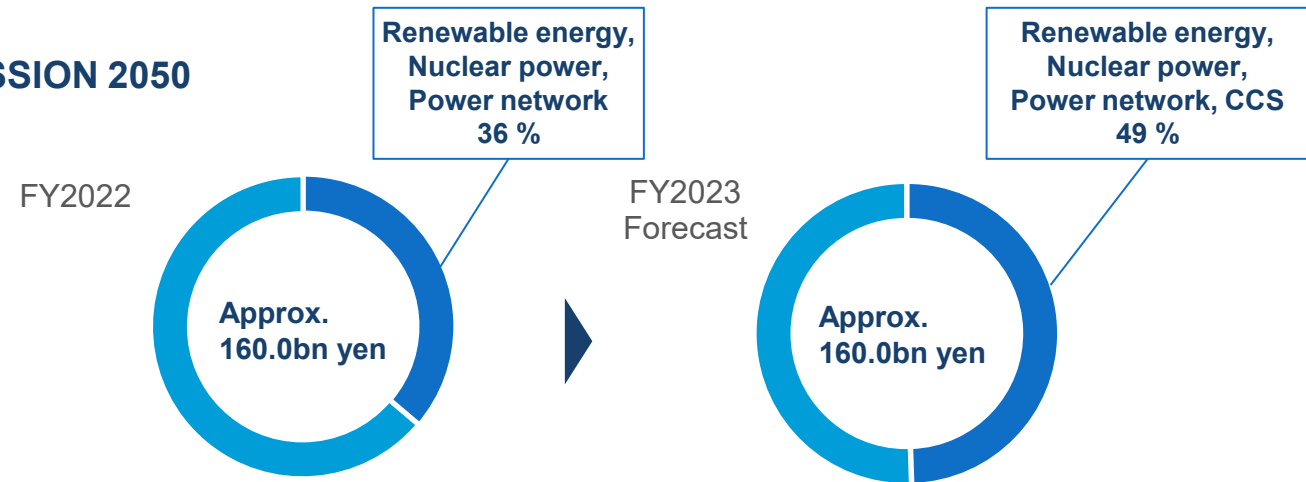 SSION 2050
Renewable energy,
Nuclear power,
Power network
36 %
Renewable energy,
Nuclear power,
Power network, CCS
49 %
FY2022
FY2023
Forecast
Approx.
160.0bn yen
Approx.
160.0bn yen